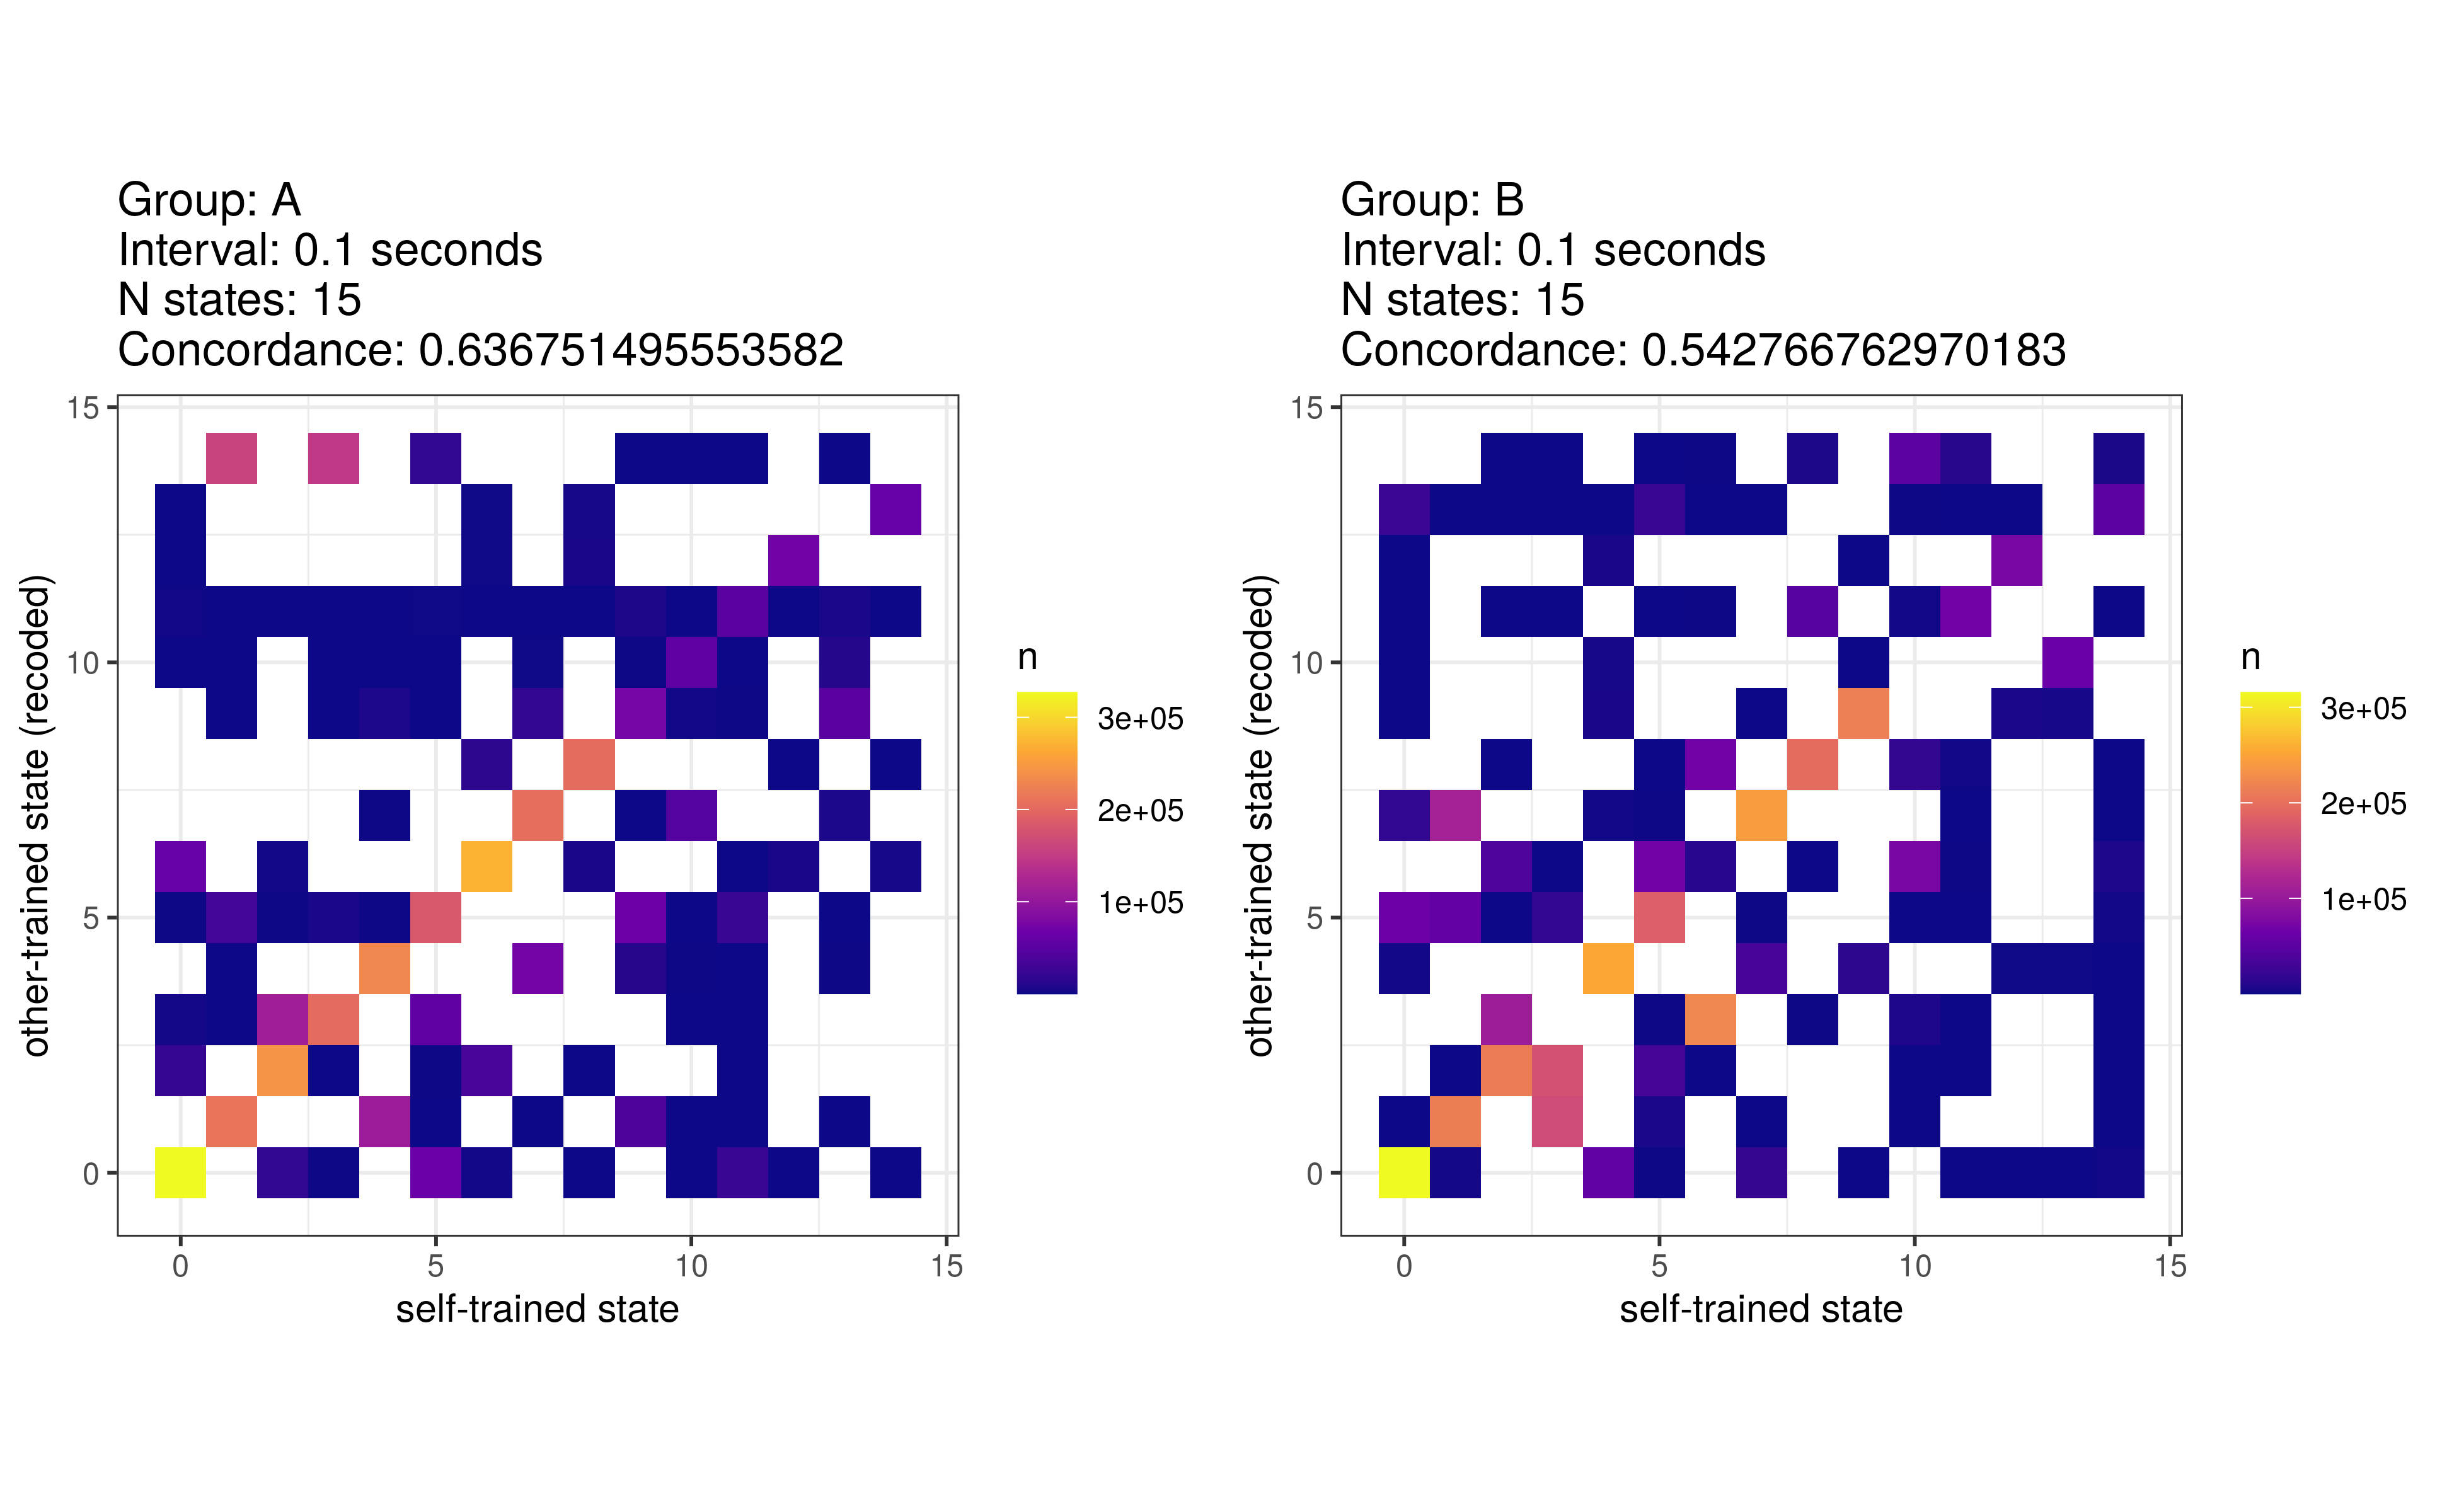 Group: A
Interval: 0.1 seconds
N states: 15
Concordance: 0.636751495553582
15
10
5
0
other-trained state (recoded)
0 5 10 15
self-trained state
n
3e+05
2e+05
1e+05
Group: B
Interval: 0.1 seconds
N states: 15
Concordance: 0.542766762970183
15
10
5
0
other-trained state (recoded)
0 5 10 15
self-trained state
n
3e+05
2e+05
1e+05